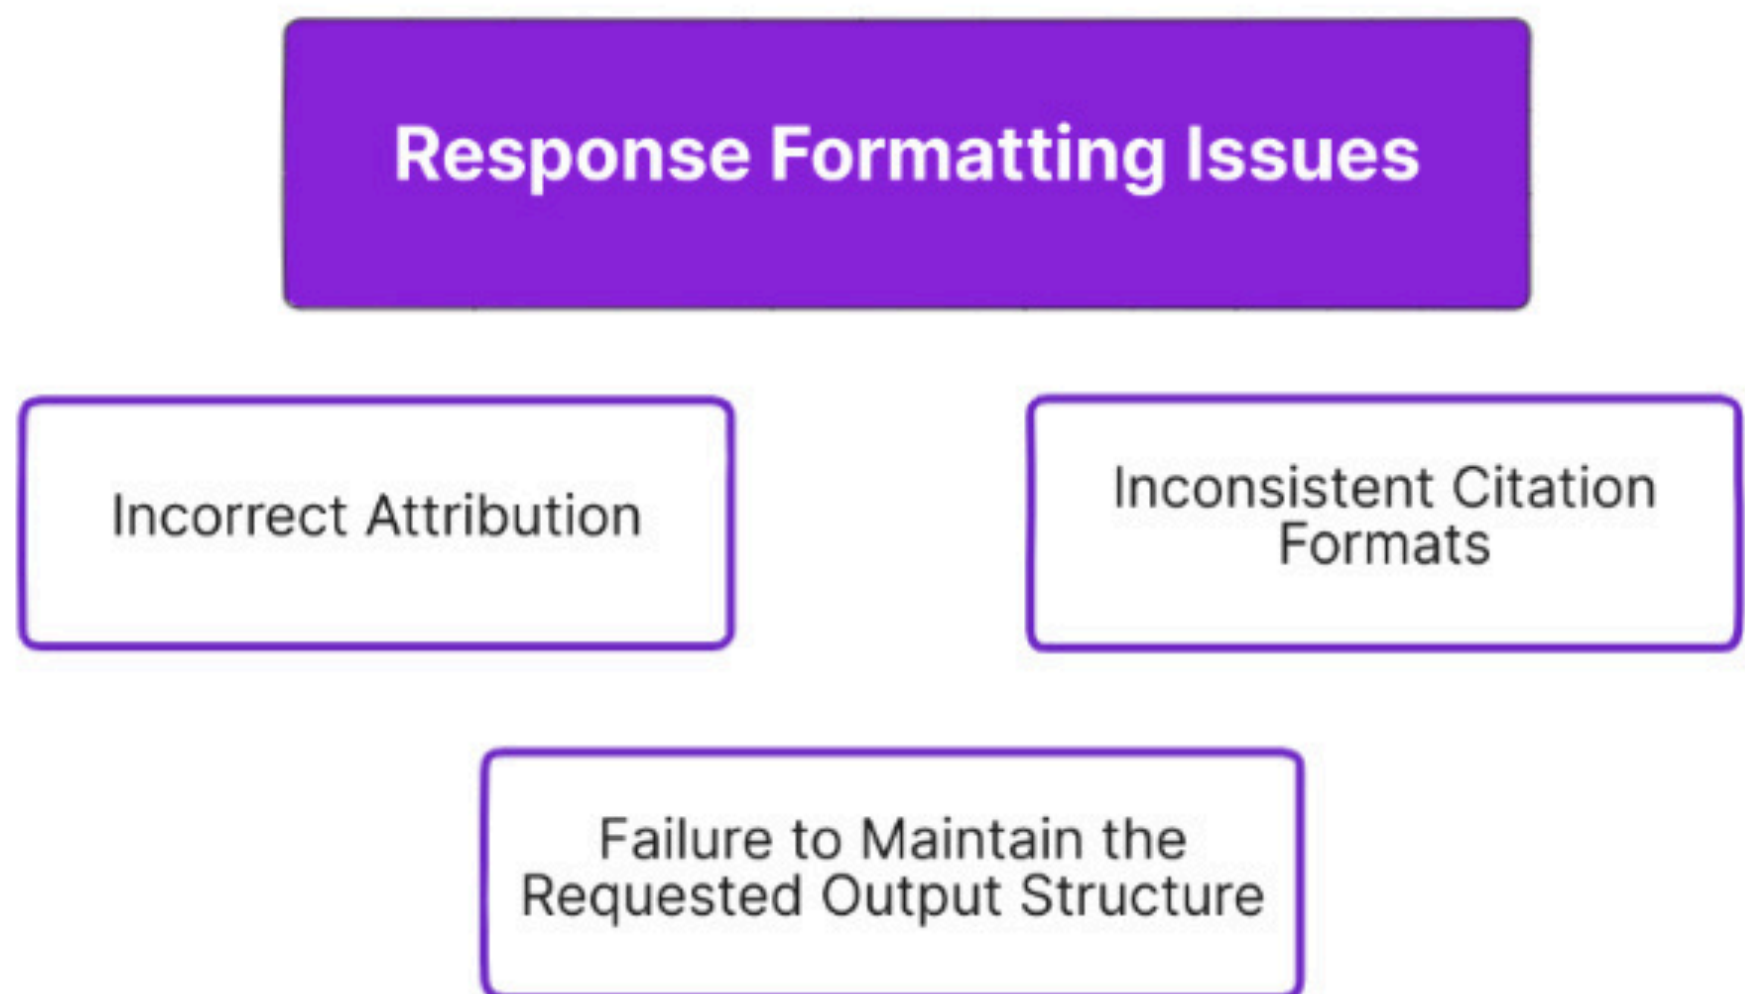 Response Formatting Issues
Incorrect Attribution
Inconsistent Citation
Formats
Failure to Maintain the
Requested Output Structure